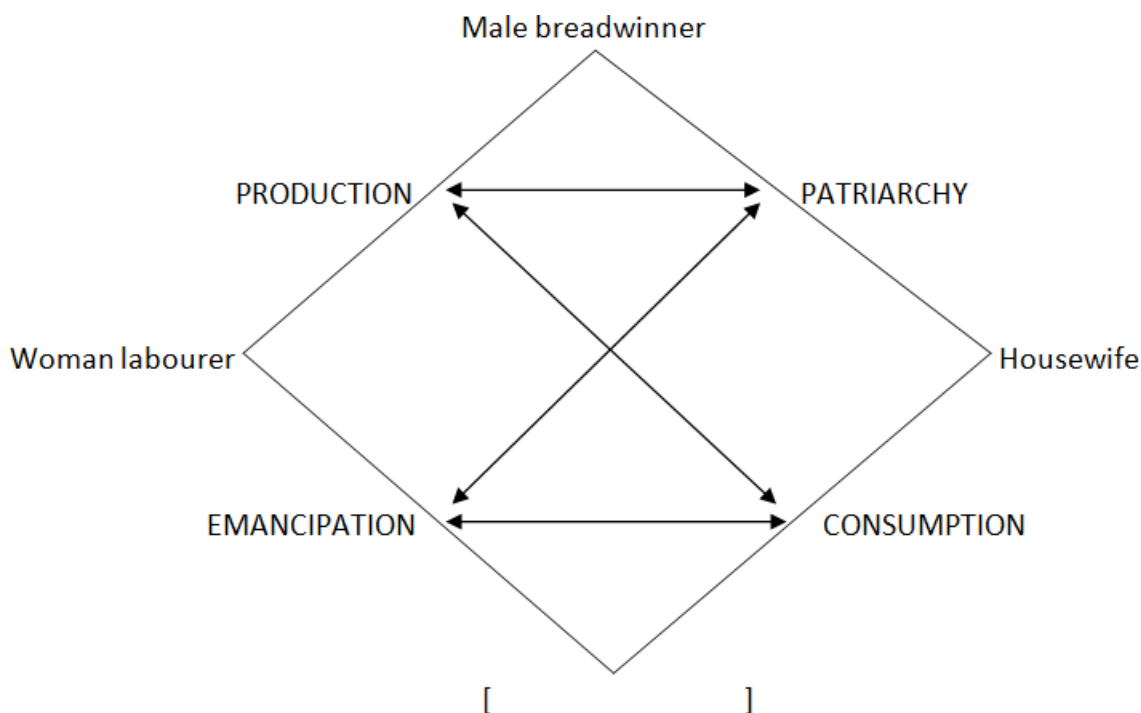 Male breadwinner
PRODUCTION
PATRIARCHY
Woman labourer
Housewife
EMANCIPATION
CONSUMPTION
[ ]